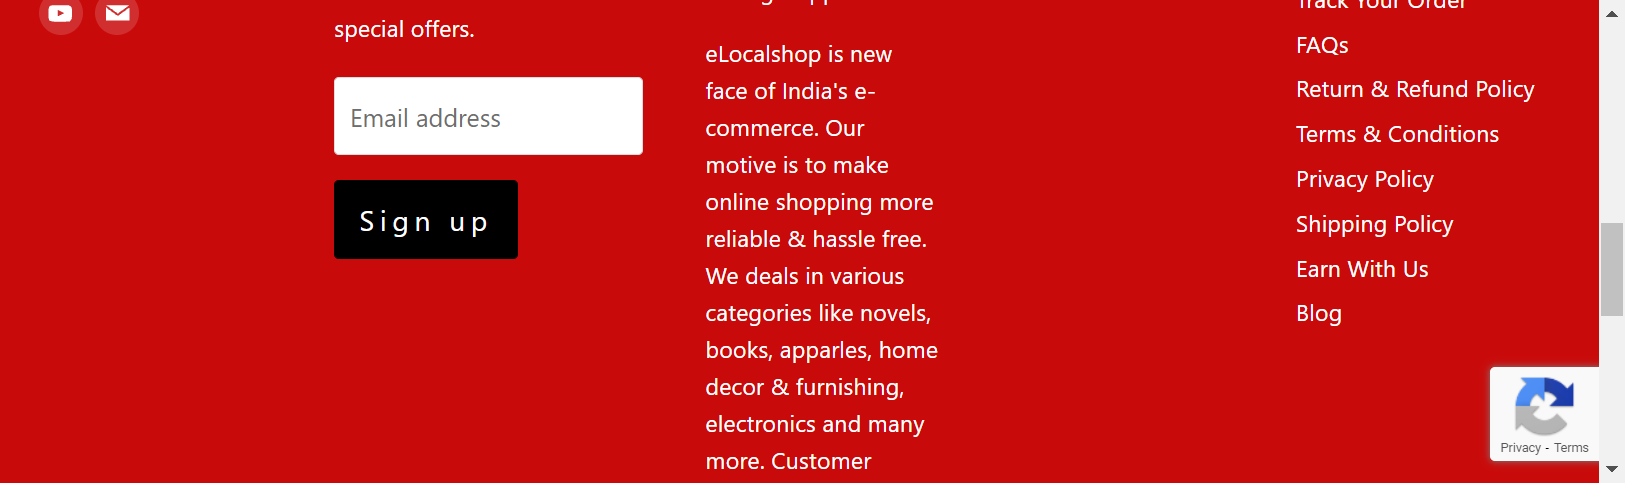 special offers.
Email address
Sign up
eLocalshop is new
face of India's e-
commerce. Our
motive is to make
online shopping more
reliable & hassle free.
We deals in various
categories like novels,
books, apparles, home
decor & furnishing,
electronics and many
more. Customer
Track Your Order
FAQs
Return & Refund Policy
Terms & Conditions
Privacy Policy
Shipping Policy
Earn With Us
Blog
Privacy - Terms